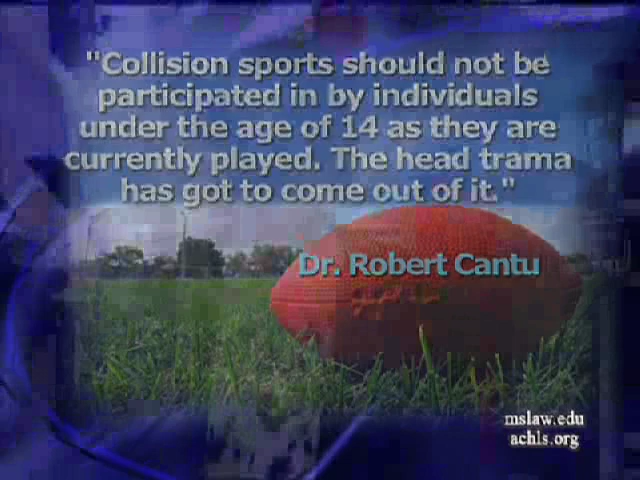 "Collision sports should not be
participated in by individuals
under the age of 14 as they are
currently played. The head trama
has got to come out of it."
Dr. Robert Cantu
mslaw.edu
achls.org